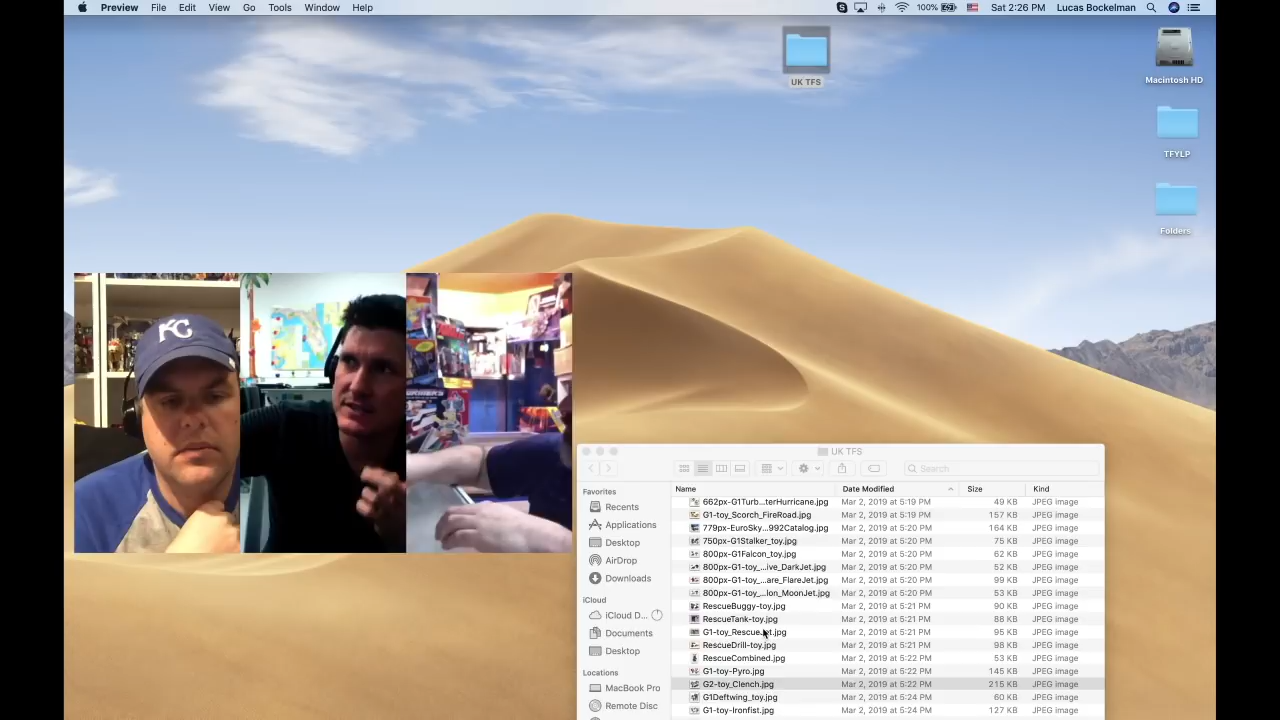 Preview File Edit View Go Tools Window Help 100% Sat 2:26 PM Lucas Bockelman
UK TFS
Macintosh HD
TFYLP
Folders
KC
UK TFS
Search
Favorites
Recents
Applications
Desktop
AirDrop
Downloads
iCloud
iCloud D...
Documents
Desktop
Locations
MacBook Pro
Remote Disc
Name Date Modified Size Kind
662px-G1Turb...terHurricane.jpg Mar 2, 2019 at 5:19 PM 49 KB JPEG image
G1-toy_Scorch_FireRoad.jpg Mar 2, 2019 at 5:19 PM 157 KB JPEG image
779px-EuroSky...992Catalog.jpg Mar 2, 2019 at 5:20 PM 164 KB JPEG image
750px-G1Stalker_toy.jpg Mar 2, 2019 at 5:20 PM 75 KB JPEG image
800px-G1Falcon_toy.jpg Mar 2, 2019 at 5:20 PM 62 KB JPEG image
800px-G1-toy_...ive_DarkJet.jpg Mar 2, 2019 at 5:20 PM 52 KB JPEG image
800px-G1-toy_...are_FlareJet.jpg Mar 2, 2019 at 5:20 PM 99 KB JPEG image
800px-G1-toy_...ion_MoonJet.jpg Mar 2, 2019 at 5:20 PM 53 KB JPEG image
RescueBuggy-toy.jpg Mar 2, 2019 at 5:21 PM 90 KB JPEG image
RescueTank-toy.jpg Mar 2, 2019 at 5:21 PM 88 KB JPEG image
Mar 2, 2019 at 5:21 PM 95 KB JPEG image
RescueDrill-toy.jpg Mar 2, 2019 at 5:21 PM 98 KB JPEG image
RescueCombined.jpg Mar 2, 2019 at 5:22 PM 53 KB JPEG image
G1-toy-Pyro.jpg Mar 2, 2019 at 5:22 PM 145 KB JPEG image
G2-toy_Clench.jpg Mar 2, 2019 at 5:22 PM 215 KB JPEG image
G1Deftwing_toy.jpg Mar 2, 2019 at 5:24 PM 60 KB JPEG image
G1-toy-Ironfist.jpg Mar 2, 2019 at 5:24 PM 127 KB JPEG image